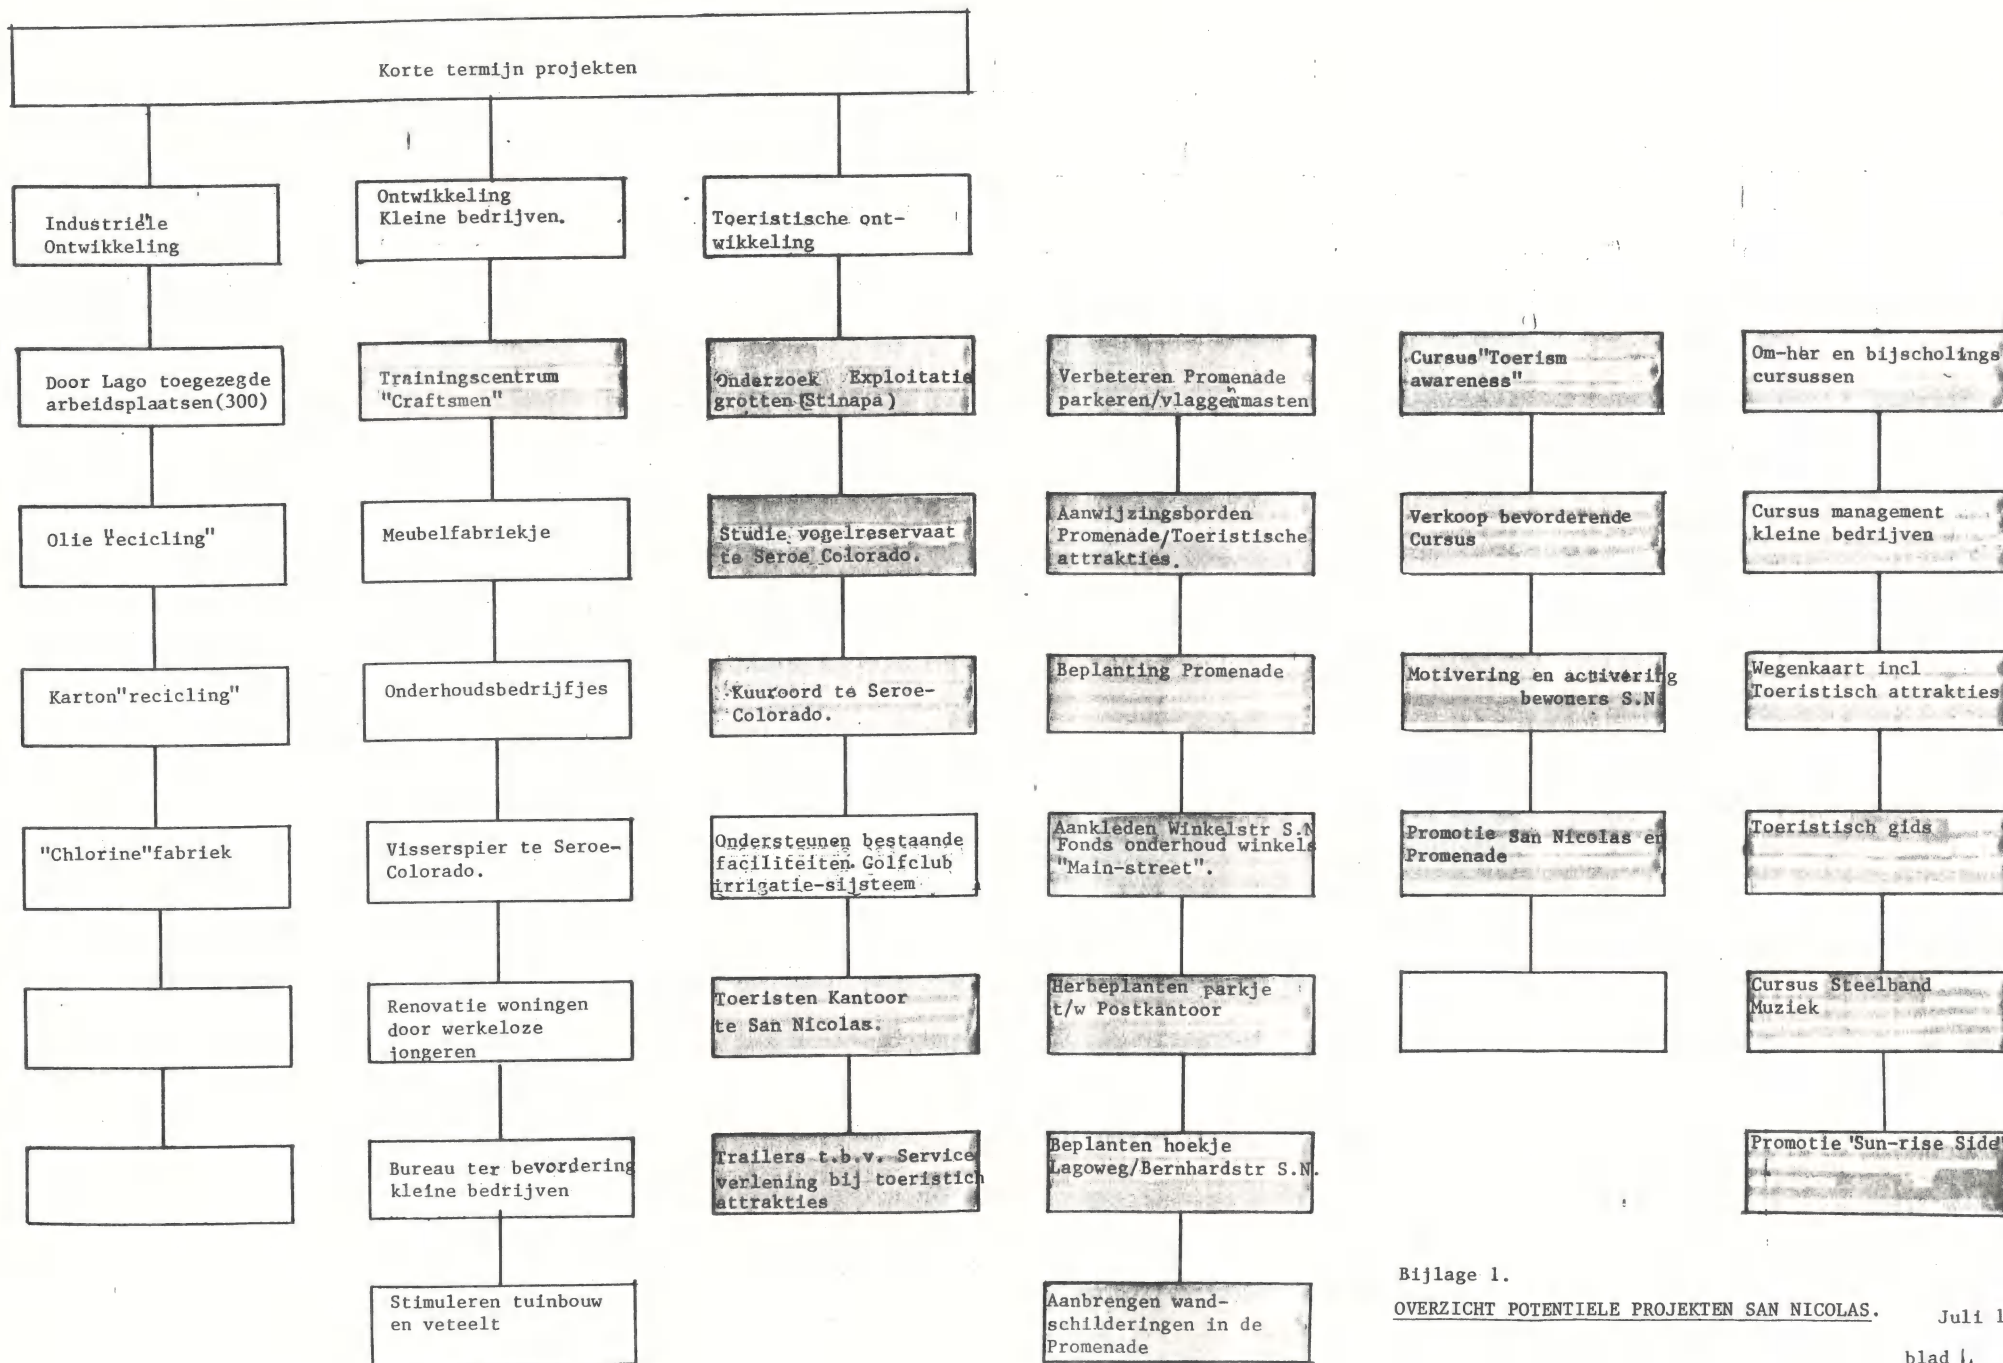 Korte termijn projekten
Industriële
Ontwikkeling
Door Lago toegezegde
arbeidsplaatsen(300)
Olie "recicling"
Karton"recicling"
"Chlorine"fabriek
Ontwikkeling
Kleine bedrijven.
Trainingscentrum
"Craftsmen"
Meubelfabriekje
Onderhoudsbedrijfjes
Visserspier te Seroe-
Colorado.
Renovatie woningen
door werkeloze
jongeren
Bureau ter bevordering
kleine bedrijven
Stimuleren tuinbouw
en veteelt
Toeristische ont-
wikkeling
Onderzoek Exploitatie
grotten (Stinapa)
Studie vogelreservaat
te Seroe Colorado.
Kuuroord te Seroe-
Colorado.
Ondersteunen bestaande
faciliteiten. Golfclub
irrigatie-sijsteem
Toeristen Kantoor
te San Nicolas.
Trailers t.b.v. Service
verlening bij toeristich
attrakties
Verbeteren Promenade
parkeren/vlaggenmasten
Aanwijzingsborden
Promenade/Toeristische
attrakties.
Beplanting Promenade
Aankleden Winkelstr S.N
Fonds onderhoud winkels
"Main-street".
Herbeplanten parkje
t/w Postkantoor
Beplanten hoekje
Lagoweg/Bernhardstr S.N.
Aanbrengen wand-
schilderingen in de
Promenade
Cursus"Toerism
awareness"
Verkoop bevorderende
Cursus
Motivering en activering
bewoners S.N
Promotie San Nicolas en
Promenade
Om-her en bijscholings
cursussen
Cursus management
kleine bedrijven
Wegenkaart incl
Toeristisch attrakties
Toeristisch gids
Cursus Steelband
Muziek
Promotie "Sun-rise Side"
Bijlage 1.
OVERZICHT POTENTIELE PROJEKTEN SAN NICOLAS.
Juli 1
blad 1.